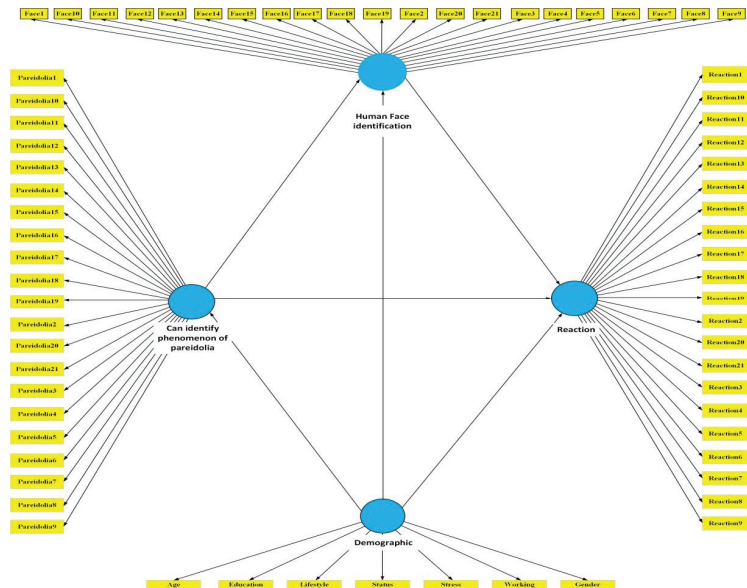 Face1 Face10 Face11 Face12 Face13 Face14 Face15 Face16 Face17 Face18 Face19 Face2 Face20 Face21 Face3 Face4 Face5 Face6 Face7 Face8 Face9
Human Face
identification
Pareidolia1
Pareidolia10
Pareidolia11
Pareidolia12
Pareidolia13
Pareidolia14
Pareidolia15
Pareidolia16
Pareidolia17
Pareidolia18
Pareidolia19
Pareidolia2
Pareidolia20
Pareidolia21
Pareidolia3
Pareidolia4
Pareidolia5
Pareidolia6
Pareidolia7
Pareidolia8
Pareidolia9
Can identify
phenomenon of
pareidolia
Reaction1
Reaction10
Reaction11
Reaction12
Reaction13
Reaction14
Reaction15
Reaction16
Reaction17
Reaction18
Reaction19
Reaction2
Reaction20
Reaction21
Reaction3
Reaction4
Reaction5
Reaction6
Reaction7
Reaction8
Reaction9
Reaction
Demographic
Age Education Lifestyle Status Stress Working Gender